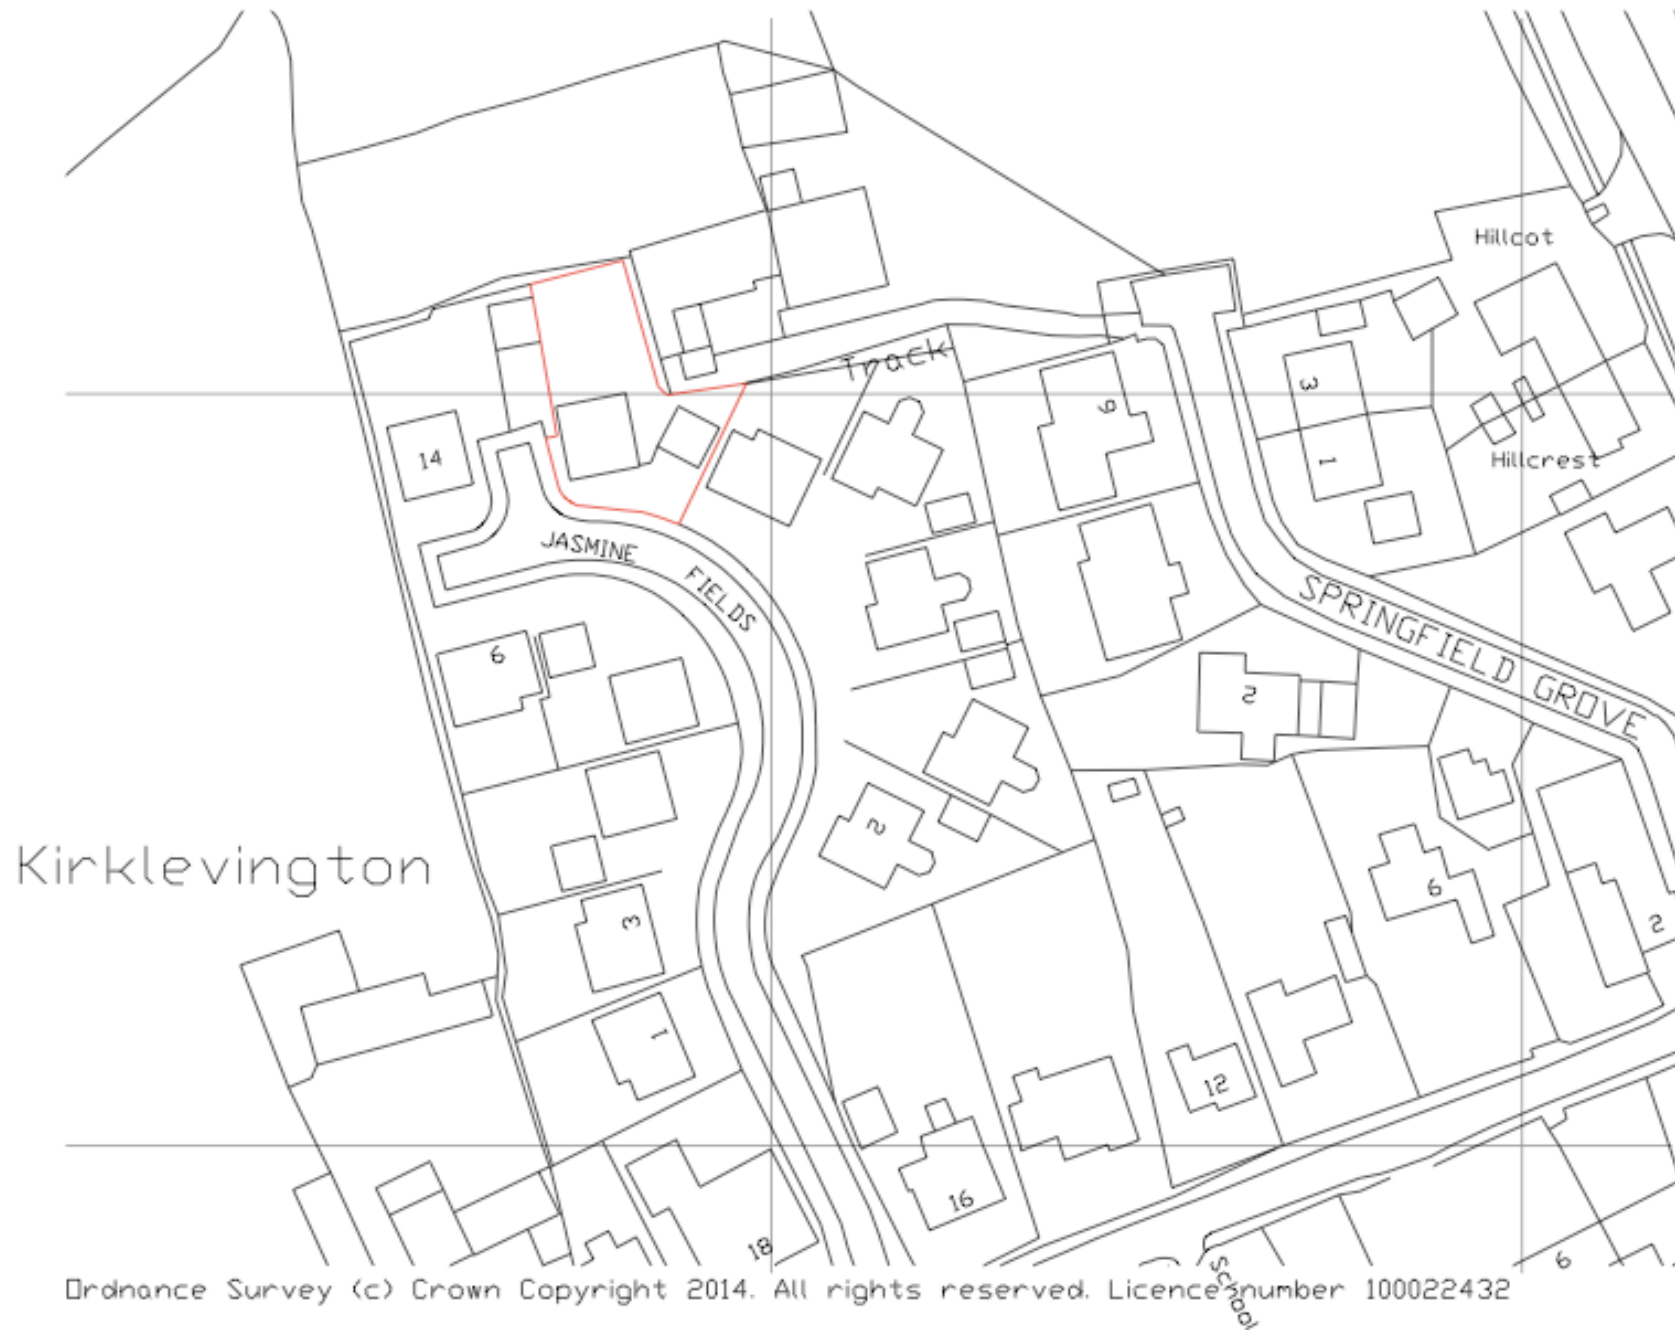 Hillcot
Track
3
9
14
1
Hillcrest
JASMINE
FIELDS
SPRINGFIELD GROVE
6
2
2
Kirklevington
6
3
2
1
12
16
18
6
Ordnance Survey (c) Crown Copyright 2014. All rights reserved. Licence number 100022432
School